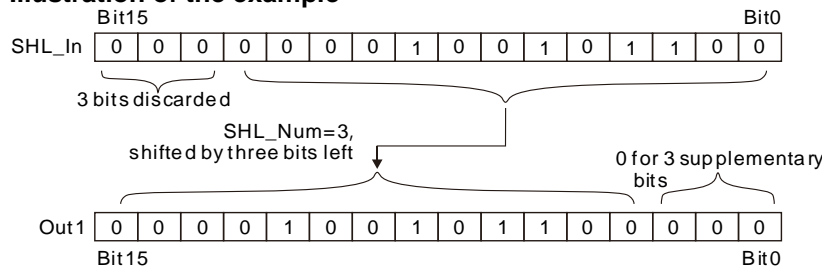 Illustration of the example
Bit15 Bit0
SHL_In 0 0 0 0 0 0 0 1 0 0 1 0 1 1 0 0
3 bits discarded
SHL_Num=3,
shifted by three bits left
0 for 3 supplementary
bits
Out1 0 0 0 0 1 0 0 1 0 1 1 0 0 0 0 0
Bit15 Bit0